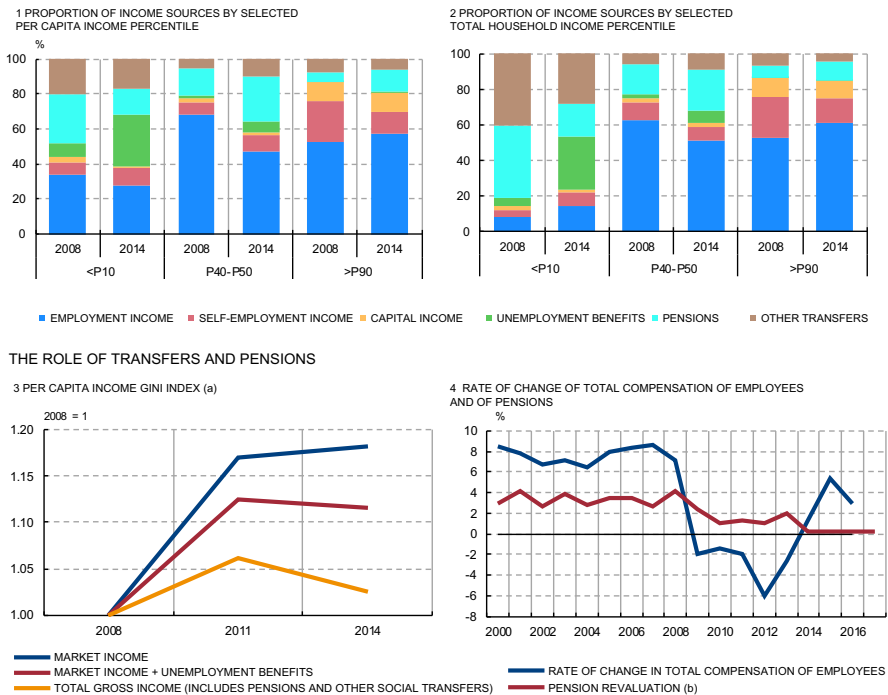 1 PROPORTION OF INCOME SOURCES BY SELECTED
PER CAPITA INCOME PERCENTILE
%
100
80
60
40
20
0
2008 2014 2008 2014 2008 2014
<P10 P40-P50 >P90
2 PROPORTION OF INCOME SOURCES BY SELECTED
TOTAL HOUSEHOLD INCOME PERCENTILE
100
80
60
40
20
0
2008 2014 2008 2014 2008 2014
<P10 P40-P50 >P90
EMPLOYMENT INCOME SELF-EMPLOYMENT INCOME CAPITAL INCOME UNEMPLOYMENT BENEFITS PENSIONS OTHER TRANSFERS
THE ROLE OF TRANSFERS AND PENSIONS
3 PER CAPITA INCOME GINI INDEX (a)
2008 = 1
1.20
1.15
1.10
1.05
1.00
2008 2011 2014
MARKET INCOME
MARKET INCOME + UNEMPLOYMENT BENEFITS
TOTAL GROSS INCOME (INCLUDES PENSIONS AND OTHER SOCIAL TRANSFERS)
4 RATE OF CHANGE OF TOTAL COMPENSATION OF EMPLOYEES
AND OF PENSIONS
%
10
8
6
4
2
0
-2
-4
-6
-8
2000 2002 2004 2006 2008 2010 2012 2014 2016
RATE OF CHANGE IN TOTAL COMPENSATION OF EMPLOYEES
PENSION REVALUATION (b)